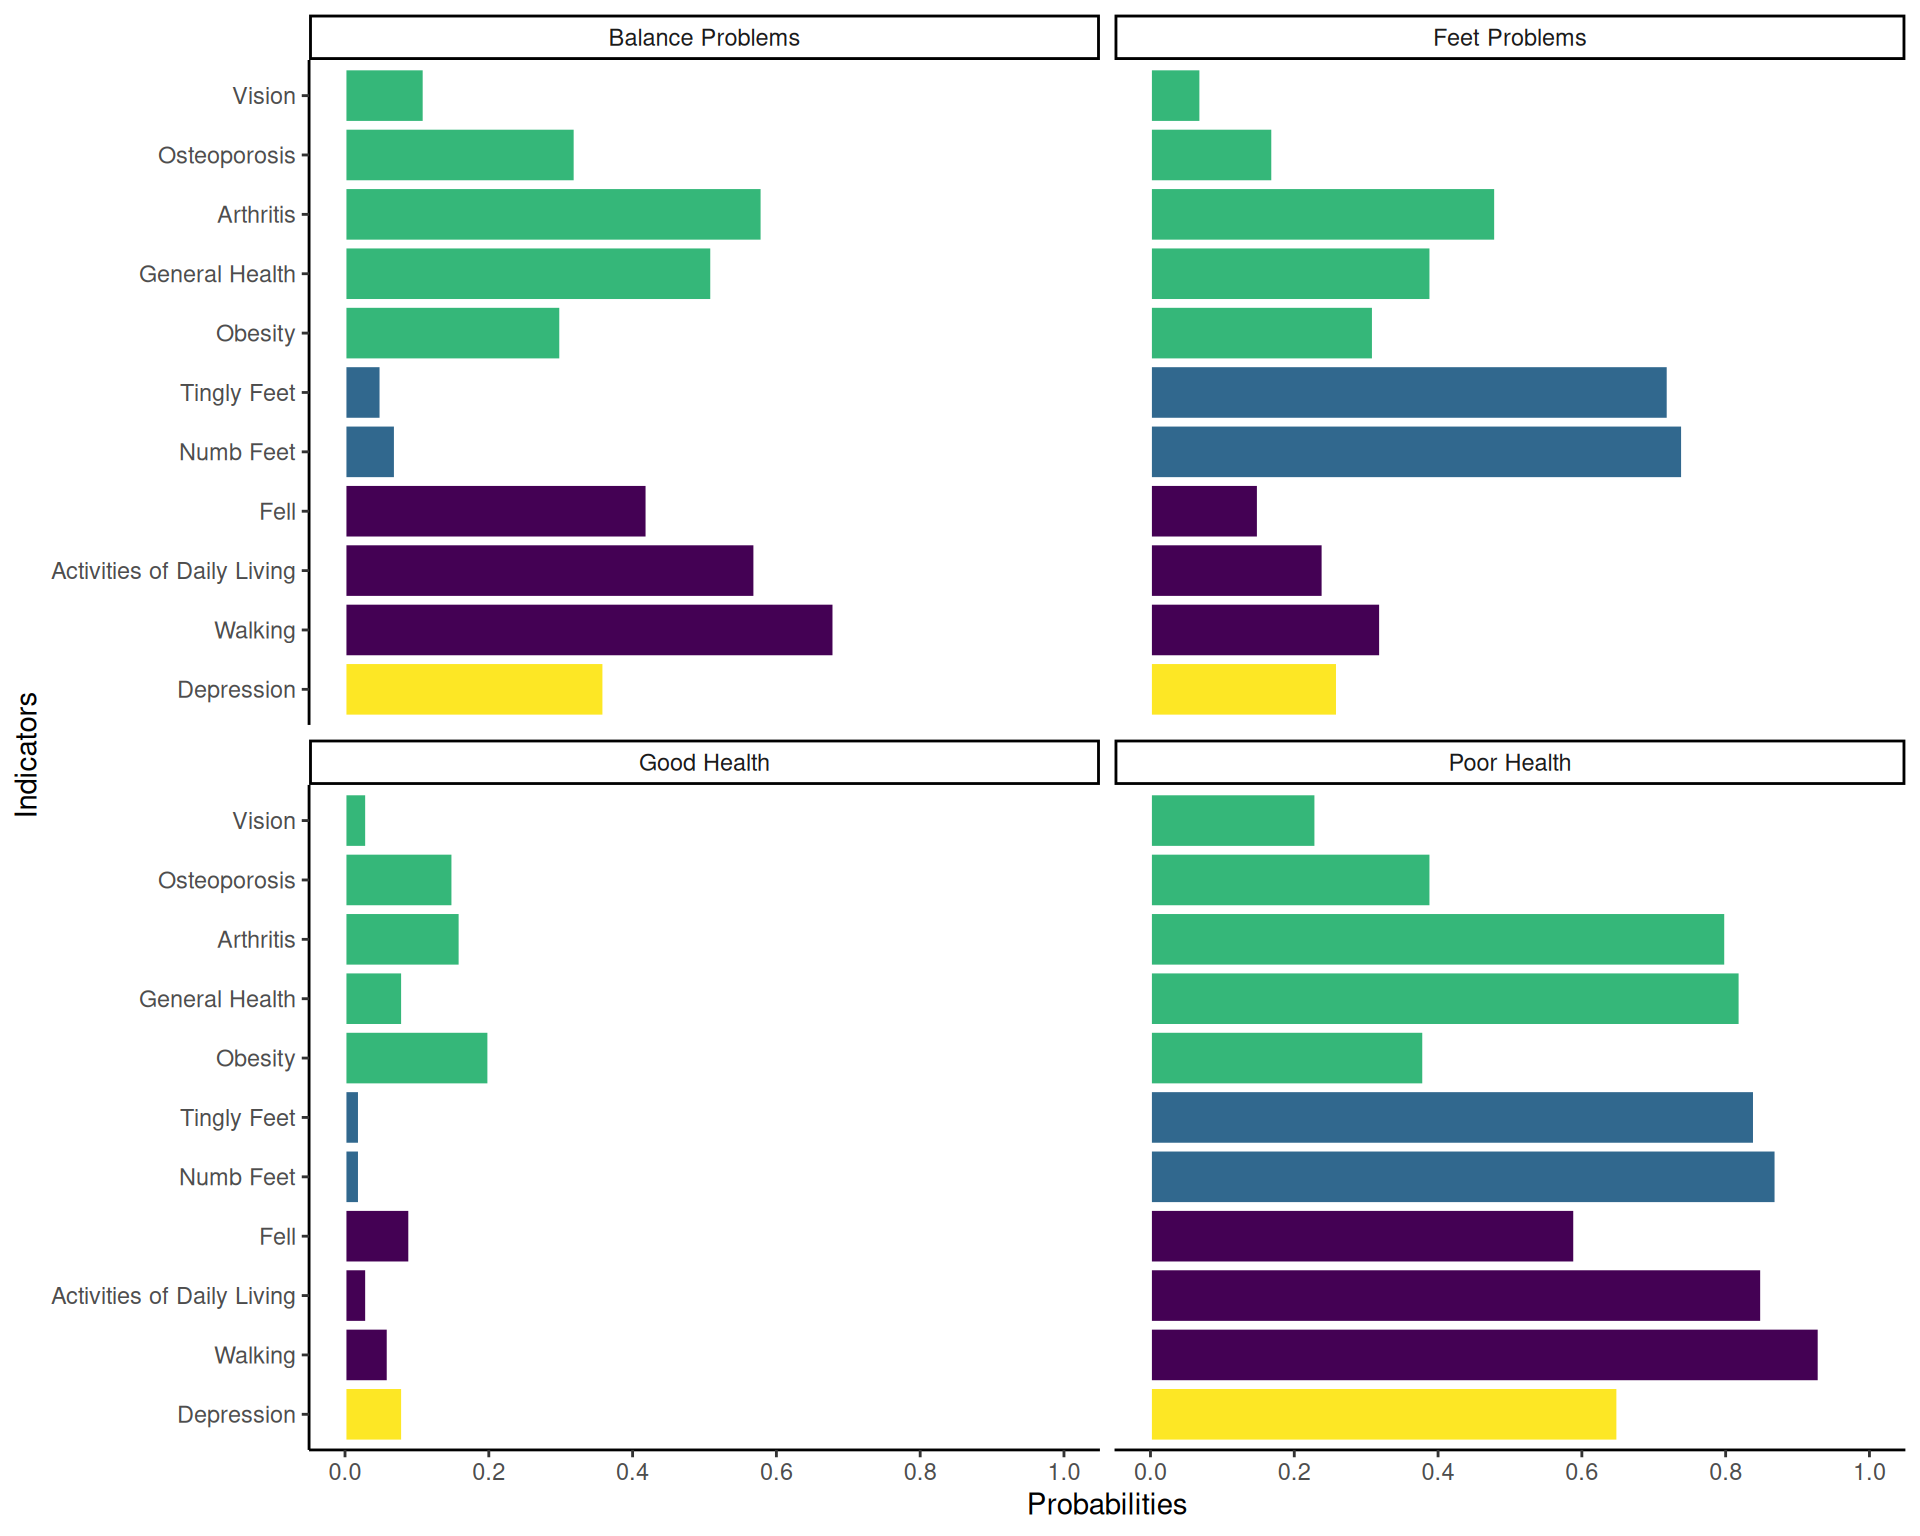 Balance Problems
Feet Problems
Vision
Osteoporosis
Arthritis
General Health
Obesity
Tingly Feet
Numb Feet
Fell
Activities of Daily Living
Walking
Depression
Indicators
Good Health
Poor Health
Vision
Osteoporosis
Arthritis
General Health
Obesity
Tingly Feet
Numb Feet
Fell
Activities of Daily Living
Walking
Depression
0.0 0.2 0.4 0.6 0.8 1.0
0.0 0.2 0.4 0.6 0.8 1.0
Probabilities